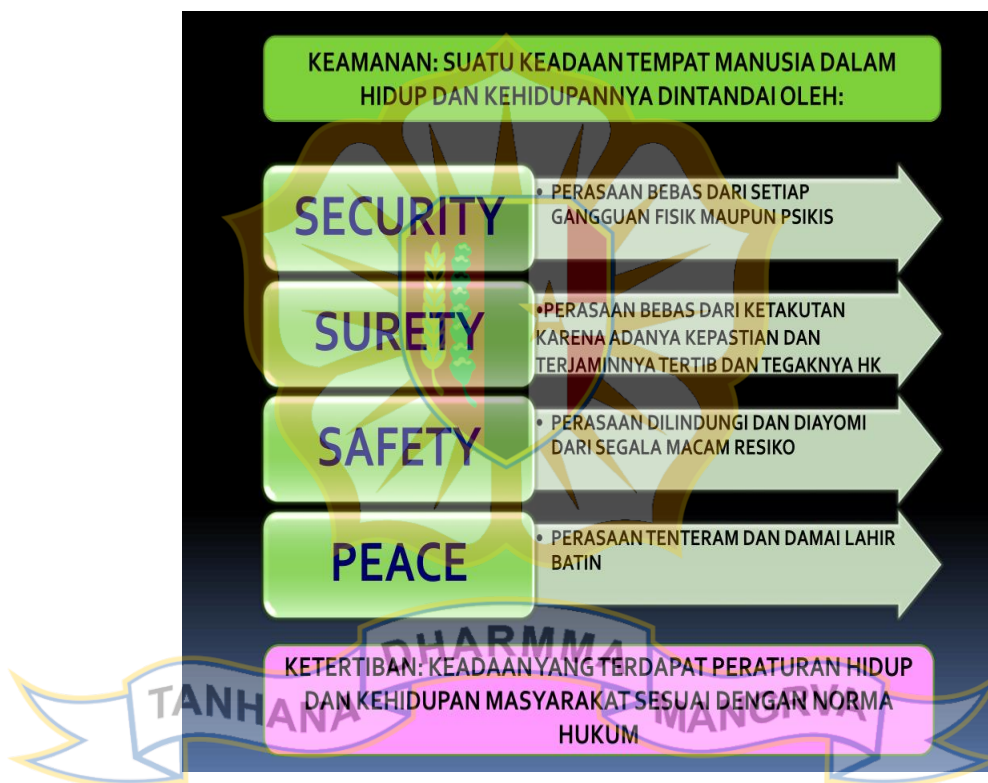 KEAMANAN: SUATU KEADAAN TEMPAT MANUSIA DALAM
HIDUP DAN KEHIDUPANNYA DINTANDAI OLEH:
SECURITY
• PERASAAN BEBAS DARI SETIAP
GANGGUAN FISIK MAUPUN PSIKIS
SURETY
•PERASAAN BEBAS DARI KETAKUTAN
KARENA ADANYA KEPASTIAN DAN
TERJAMINNYA TERTIB DAN TEGAKNYA HK
SAFETY
• PERASAAN DILINDUNGI DAN DIAYOMI
DARI SEGALA MACAM RESIKO
PEACE
• PERASAAN TENTERAM DAN DAMAI LAHIR
BATIN
KETERTIBAN: KEADAAN YANG TERDAPAT PERATURAN HIDUP
DAN KEHIDUPAN MASYARAKAT SESUAI DENGAN NORMA
HUKUM
TANHANA DHARMMA MANGRVA